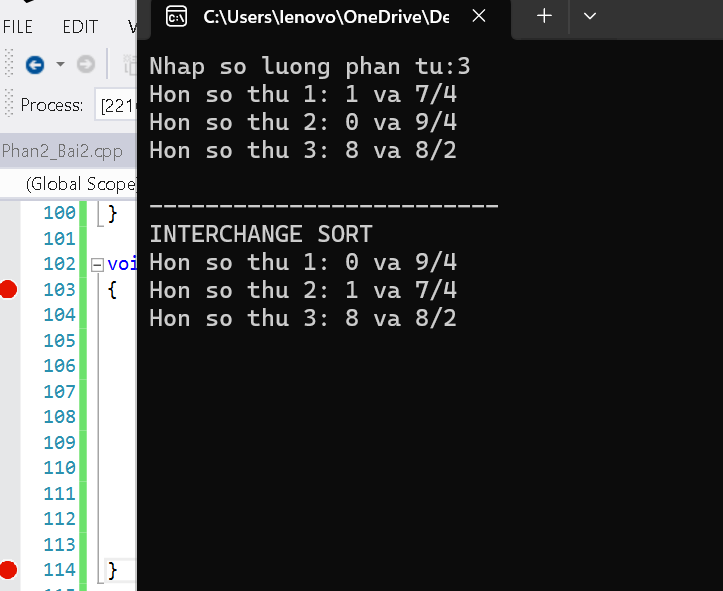 FILE EDIT V
Process: [221
Phan2_Bai2.cpp
(Global Scope
100 }
101
102 voi
103 {
104
105
106
107
108
109
110
111
112
113
114 }
C:\Users\lenovo\OneDrive\De
Nhap so luong phan tu:3
Hon so thu 1: 1 va 7/4
Hon so thu 2: 0 va 9/4
Hon so thu 3: 8 va 8/2
-------------------------
INTERCHANGE SORT
Hon so thu 1: 0 va 9/4
Hon so thu 2: 1 va 7/4
Hon so thu 3: 8 va 8/2